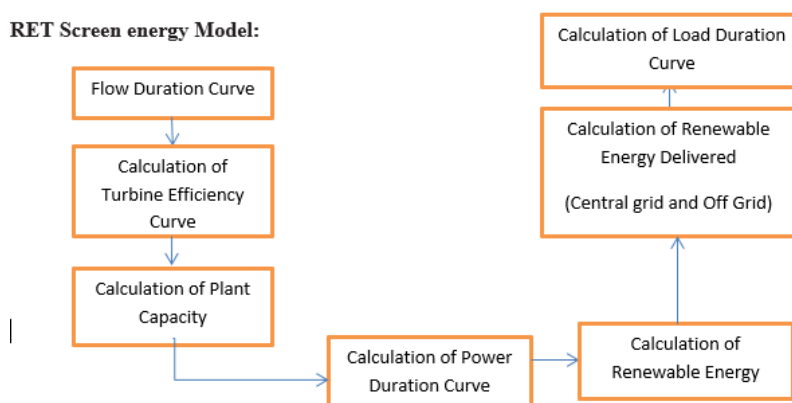 RET Screen energy Model:
Flow Duration Curve
Calculation of
Turbine Efficiency
Curve
Calculation of Plant
Capacity
Calculation of Power
Duration Curve
Calculation of
Renewable Energy
Calculation of Renewable
Energy Delivered
(Central grid and Off Grid)
Calculation of Load Duration
Curve